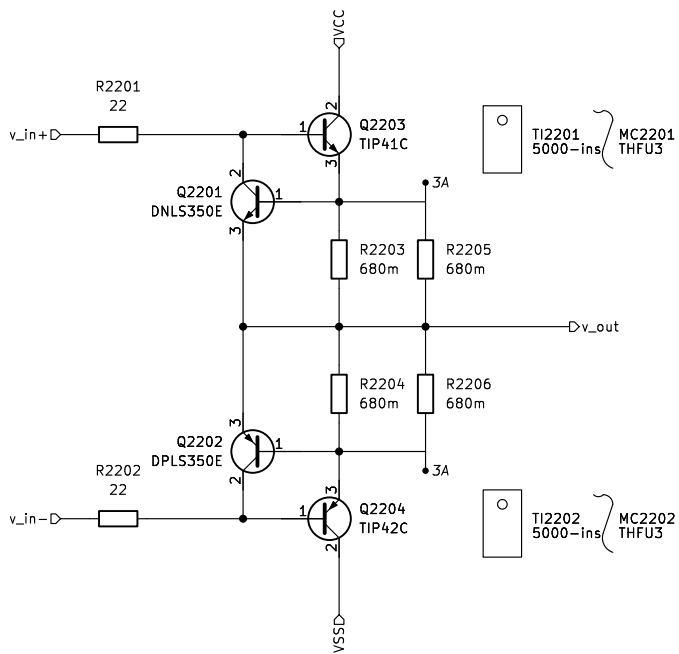 VCC
R2201
22
v_in+
2
1
3
Q2203
TIP41C
TI2201
5000-ins
MC2201
THFU3
Q2201
DNLS350E
2
1
3
3A
R2203
680m
R2205
680m
v_out
R2204
680m
R2206
680m
Q2202
DPLS350E
3
1
2
3A
R2202
22
v_in-
3
1
2
Q2204
TIP42C
TI2202
5000-ins
MC2202
THFU3
VSS